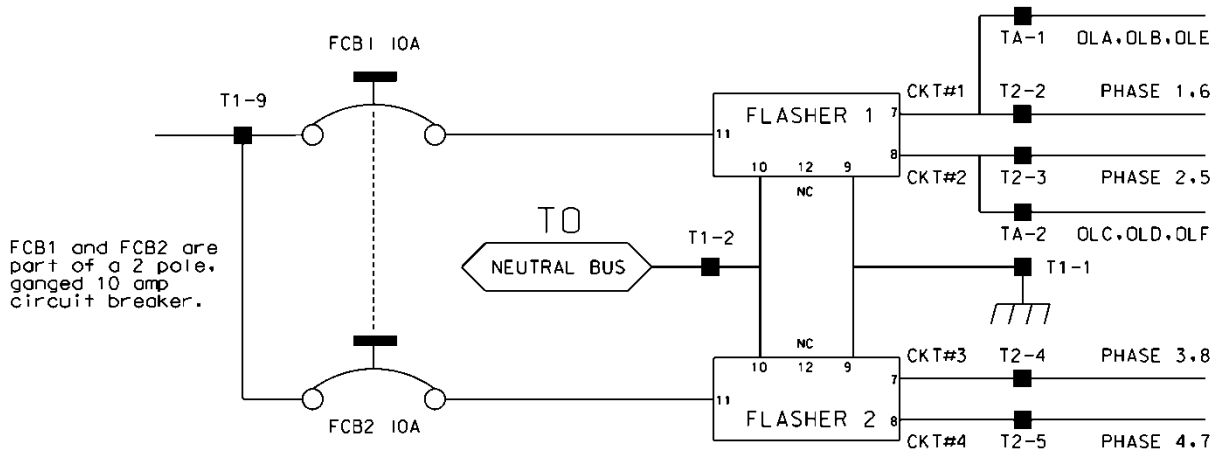 FCB1 10A
T1-9
FCB1 and FCB2 are
part of a 2 pole,
ganged 10 amp
circuit breaker.
FCB2 10A
TO
NEUTRAL BUS
T1-2
FLASHER 1
11
7
8
10 12 9
NC
CKT#1
CKT#2
TA-1 OLA,OLB,OLE
T2-2 PHASE 1,6
T2-3 PHASE 2,5
TA-2 OLC,OLD,OLF
T1-1
NC
10 12 9
11
7
8
FLASHER 2
CKT#3 T2-4 PHASE 3,8
CKT#4 T2-5 PHASE 4,7